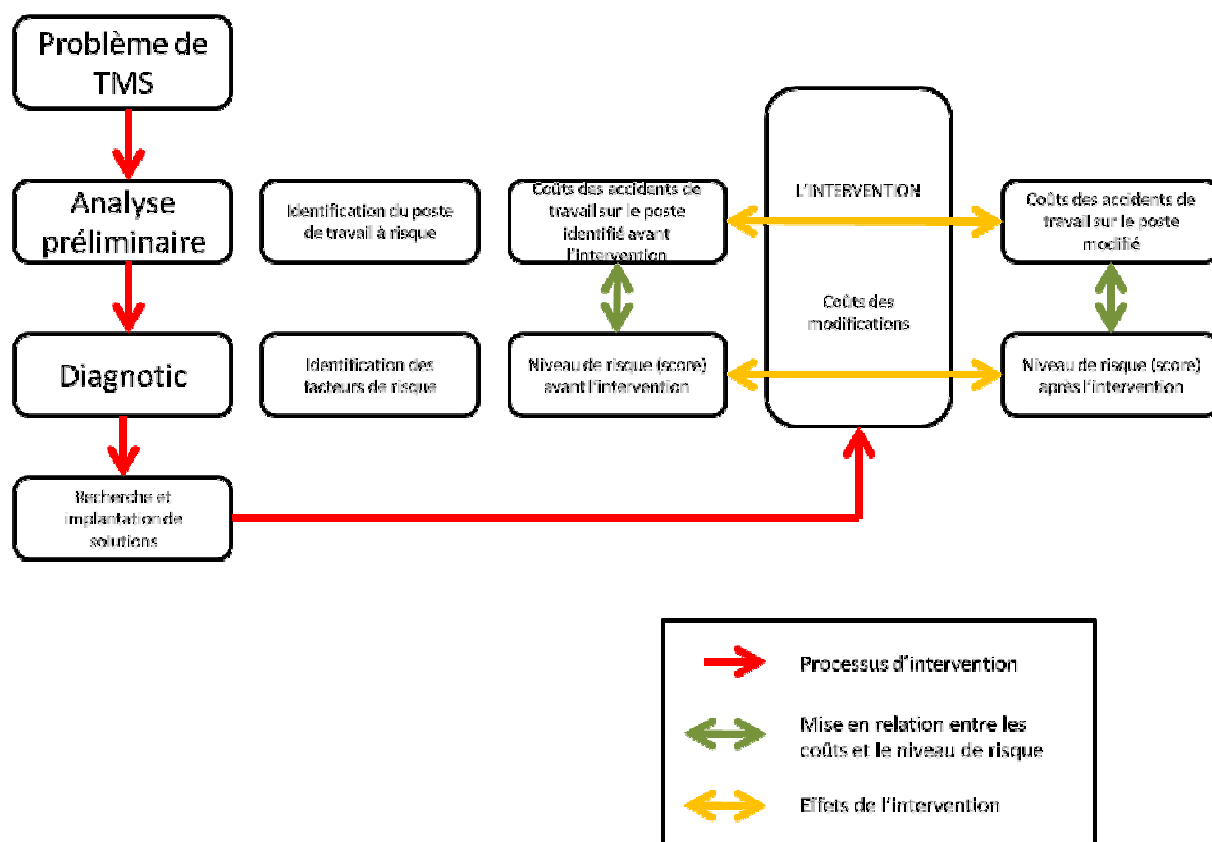 Problème de
TMS
Analyse
préliminaire
Identification du poste
de travail à risque
Coûts des accidents de
travail sur le poste
identifié avant
l'intervention
L'INTERVENTION
Coûts des
modifications
Coûts des accidents de
travail sur le poste
modifié
Diagnotic
Identification des
facteurs de risque
Niveau de risque (score)
avant l'intervention
Niveau de risque (score)
après l'intervention
Recherche et
implantation de
solutions
Processus d'intervention
Mise en relation entre les
coûts et le niveau de risque
Effets de l'intervention